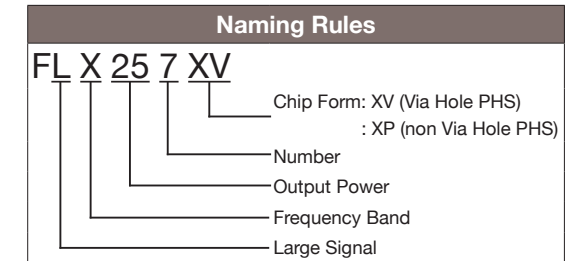 Naming Rules
FL X 25 7 XV
Chip Form: XV (Via Hole PHS)
: XP (non Via Hole PHS)
Number
Output Power
Frequency Band
Large Signal